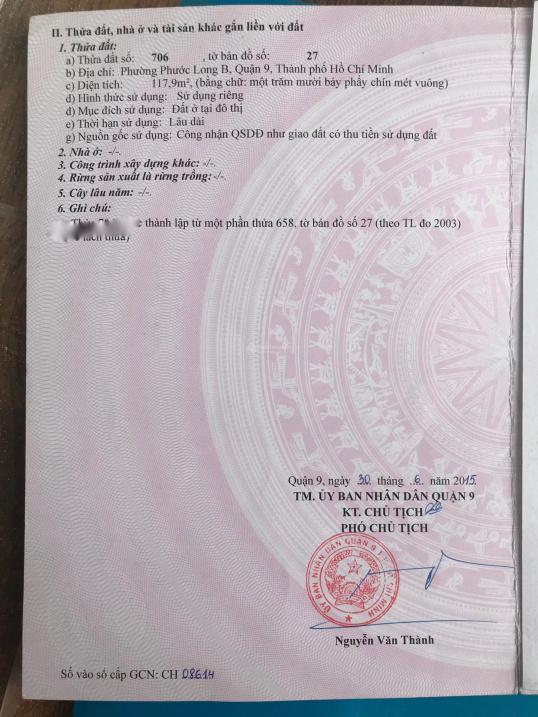 II. Thửa đất, nhà ở và tài sản khác gắn liền với đất
1. Thửa đất:
a) Thửa đất số: 706 , tờ bản đồ số: 27
b) Địa chỉ: Phường Phước Long B, Quận 9, Thành phố Hồ Chí Minh
c) Diện tích: 117,9m², (bằng chữ: một trăm mười bảy phẩy chín mét vuông)
d) Hình thức sử dụng: Sử dụng riêng
đ) Mục đích sử dụng: Đất ở tại đô thị
e) Thời hạn sử dụng: Lâu dài
g) Nguồn gốc sử dụng: Công nhận QSDĐ như giao đất có thu tiền sử dụng đất
2. Nhà ở: -/-.
3. Công trình xây dựng khác: -/-.
4. Rừng sản xuất là rừng trồng: -/-.
5. Cây lâu năm: -/-.
6. Ghi chú:
thành lập từ một phần thửa 658, tờ bản đồ số 27 (theo TL đo 2003)
Quận 9, ngày 30 tháng 6 năm 2015
TM. ỦY BAN NHÂN DÂN QUẬN 9
KT. CHỦ TỊCH
PHÓ CHỦ TỊCH
ỦY BAN NHÂN DÂN QUẬN 9 CHÍ MINH
Nguyễn Văn Thành
Số vào sổ cấp GCN: CH 08614